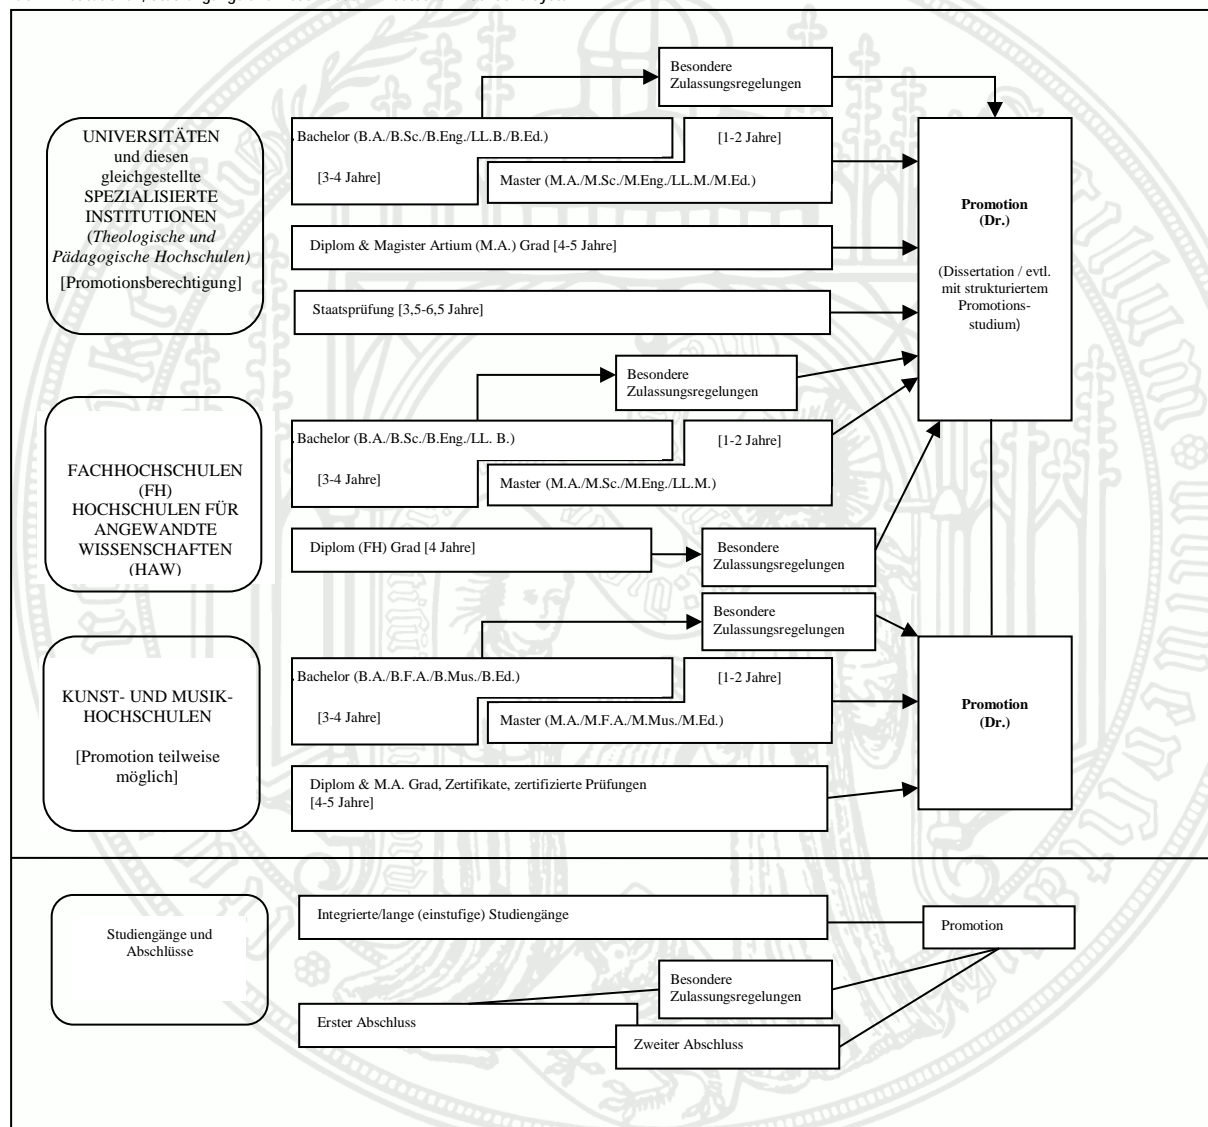 Besondere
Zulassungsregelungen
UNIVERSITÄTEN
und diesen
gleichgestellte
SPEZIALISIERTE
INSTITUTIONEN
(Theologische und
Pädagogische Hochschulen)
[Promotionsberechtigung]
Bachelor (B.A./B.Sc./B.Eng./LL.B./B.Ed.)
[3-4 Jahre]
[1-2 Jahre]
Master (M.A./M.Sc./M.Eng./LL.M./M.Ed.)
Diplom & Magister Artium (M.A.) Grad [4-5 Jahre]
Staatsprüfung [3,5-6,5 Jahre]
Promotion
(Dr.)
(Dissertation / evtl.
mit strukturiertem
Promotions-
studium)
Besondere
Zulassungsregelungen
FACHHOCHSCHULEN
(FH)
HOCHSCHULEN FÜR
ANGEWANDTE
WISSENSCHAFTEN
(HAW)
Bachelor (B.A./B.Sc./B.Eng./LL. B.)
[3-4 Jahre]
[1-2 Jahre]
Master (M.A./M.Sc./M.Eng./LL.M.)
Diplom (FH) Grad [4 Jahre]
Besondere
Zulassungsregelungen
Besondere
Zulassungsregelungen
KUNST- UND MUSIK-
HOCHSCHULEN
[Promotion teilweise
möglich]
Bachelor (B.A./B.F.A./B.Mus./B.Ed.)
[3-4 Jahre]
[1-2 Jahre]
Master (M.A./M.F.A./M.Mus./M.Ed.)
Diplom & M.A. Grad, Zertifikate, zertifizierte Prüfungen
[4-5 Jahre]
Promotion
(Dr.)
Studiengänge und
Abschlüsse
Integrierte/lange (einstufige) Studiengänge
Promotion
Besondere
Zulassungsregelungen
Erster Abschluss
Zweiter Abschluss